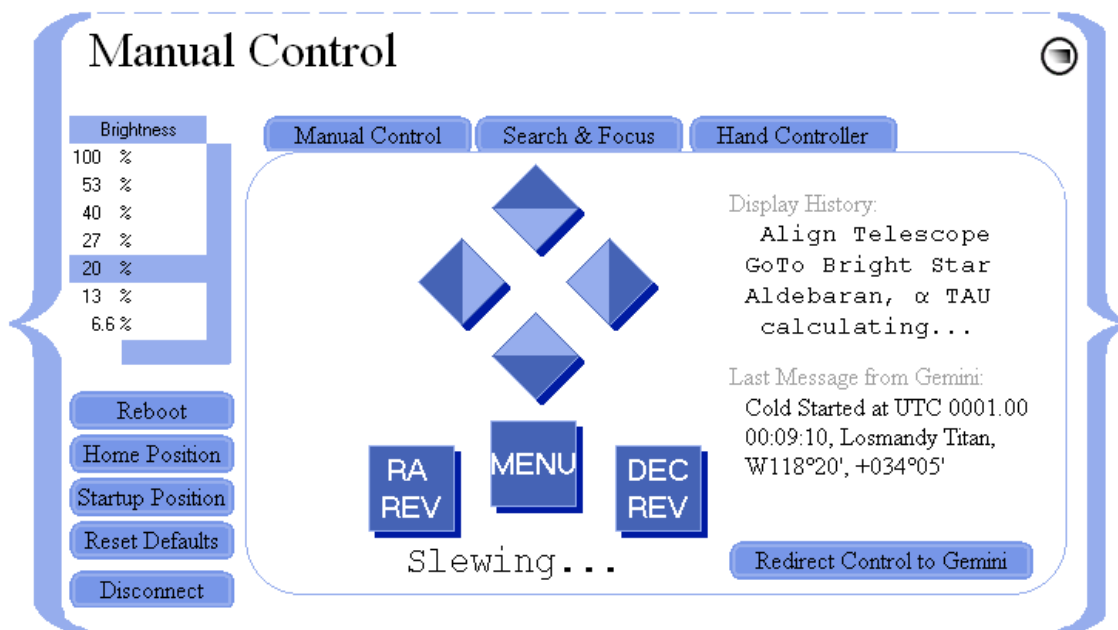 Manual Control
Brightness
100 %
53 %
40 %
27 %
20 %
13 %
6.6 %
Reboot
Home Position
Startup Position
Reset Defaults
Disconnect
Manual Control
Search & Focus
Hand Controller
RA
REV
MENU
DEC
REV
Slewing...
Display History:
Align Telescope
GoTo Bright Star
Aldebaran, α TAU
calculating...
Last Message from Gemini:
Cold Started at UTC 0001.00
00:09:10, Losmandy Titan,
W118°20', +034°05'
Redirect Control to Gemini